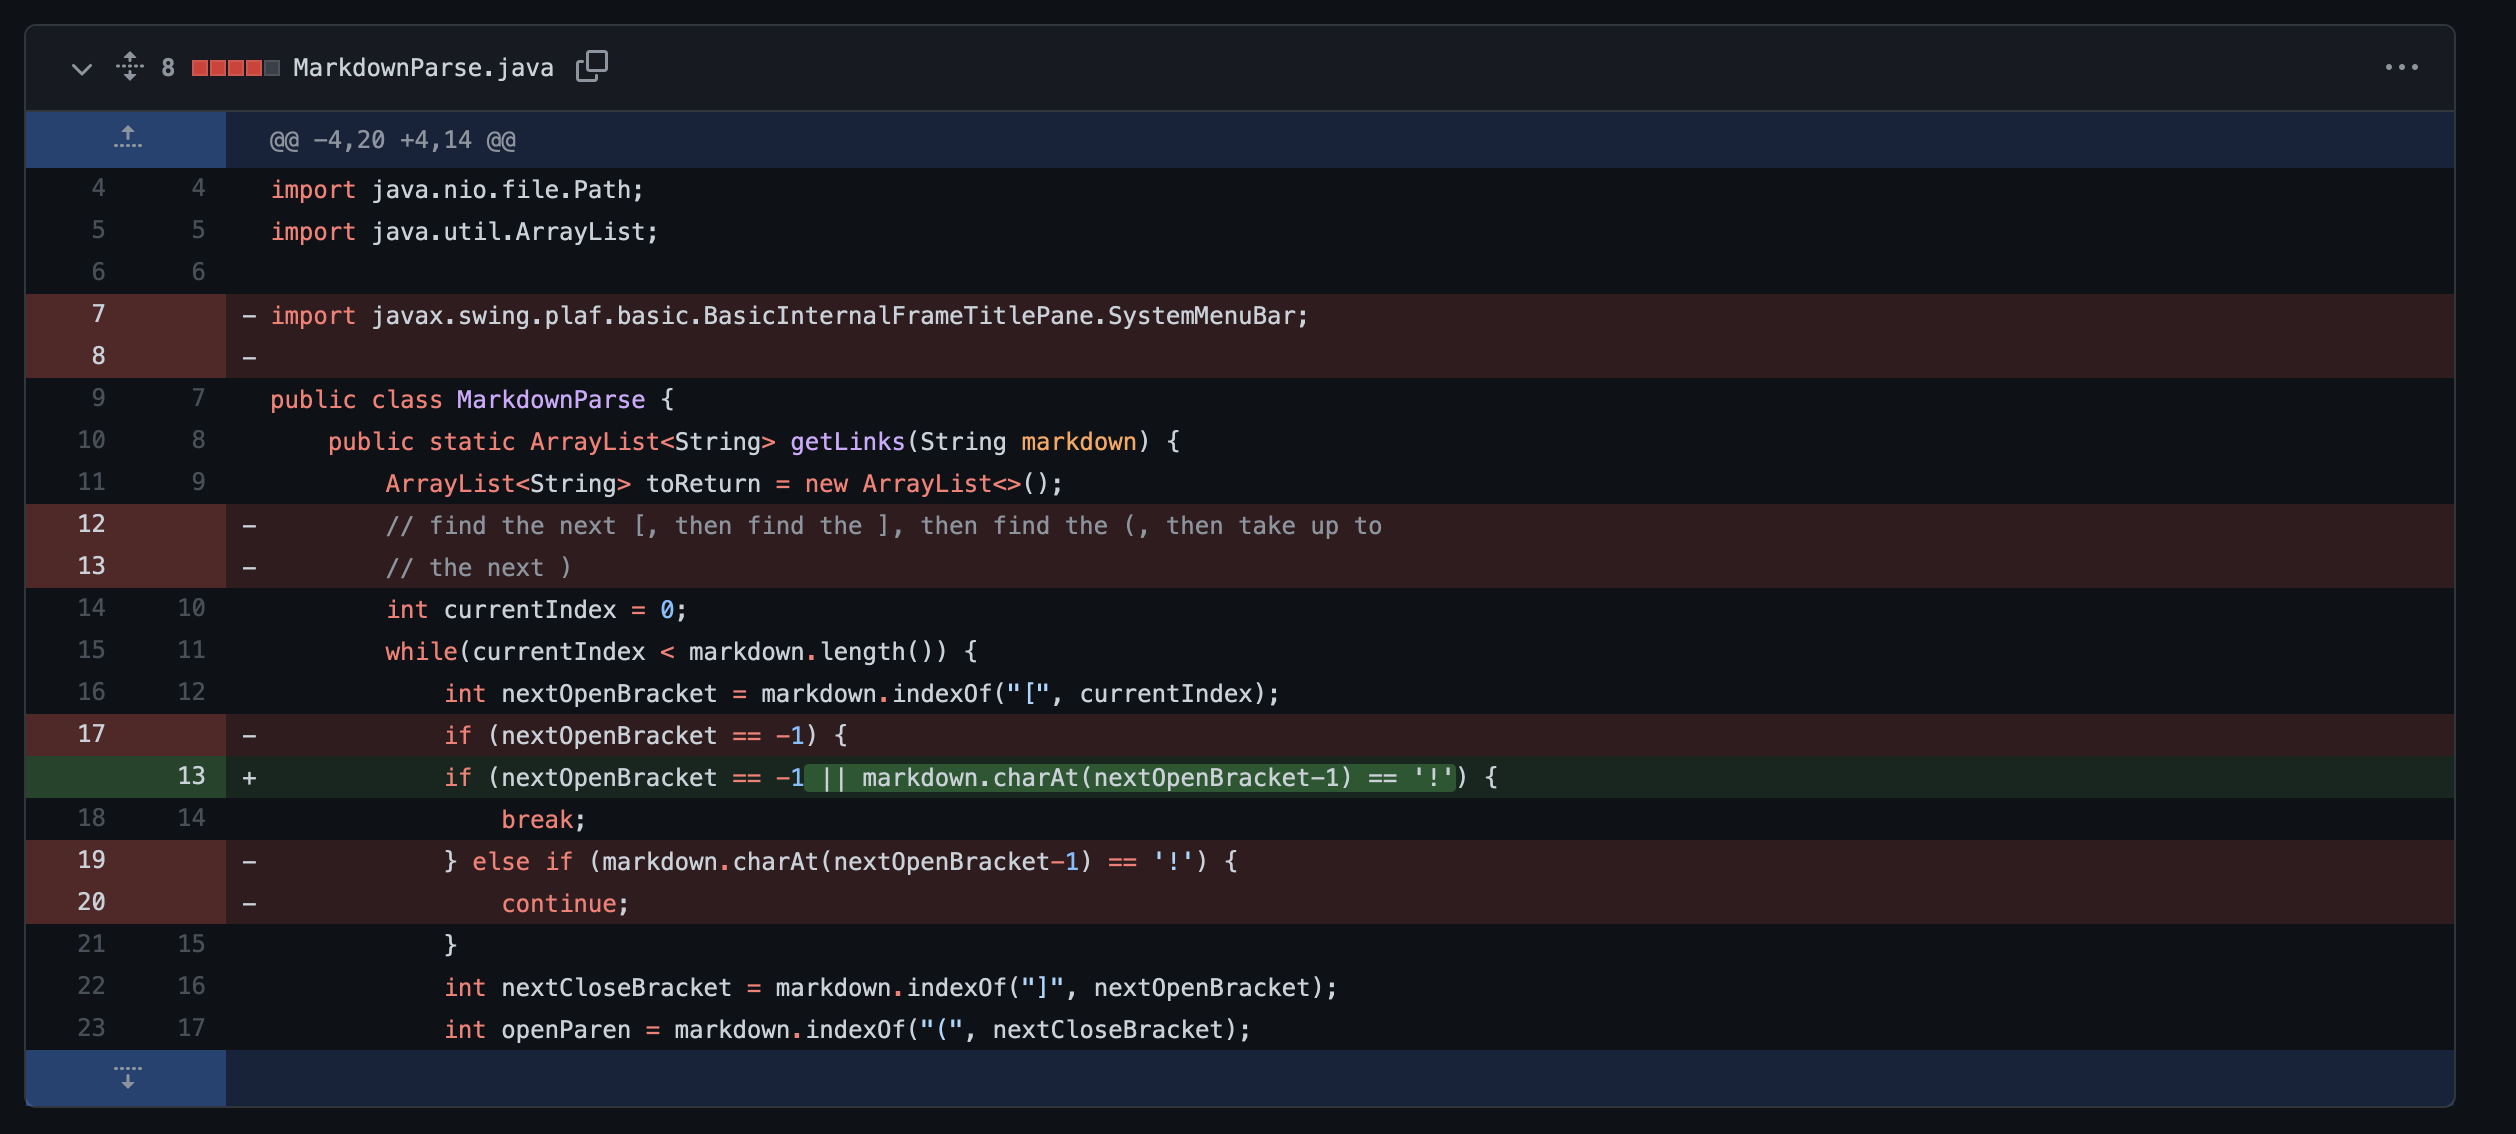 8 MarkdownParse.java
@@ -4,20 +4,14 @@
4 4 import java.nio.file.Path;
5 5 import java.util.ArrayList;
6 6
7 - import javax.swing.plaf.basic.BasicInternalFrameTitlePane.SystemMenuBar;
8 -
9 7 public class MarkdownParse {
10 8     public static ArrayList<String> getLinks(String markdown) {
11 9         ArrayList<String> toReturn = new ArrayList<>();
12 -         // find the next [, then find the ], then find the (, then take up to
13 -         // the next )
14 10         int currentIndex = 0;
15 11         while(currentIndex < markdown.length()) {
16 12             int nextOpenBracket = markdown.indexOf("[", currentIndex);
17 -             if (nextOpenBracket == -1) {
13 +             if (nextOpenBracket == -1 || markdown.charAt(nextOpenBracket-1) == '!') {
18 14                 break;
19 -             } else if (markdown.charAt(nextOpenBracket-1) == '!') {
20 -                 continue;
21 15             }
22 16             int nextCloseBracket = markdown.indexOf("]", nextOpenBracket);
23 17             int openParen = markdown.indexOf("(", nextCloseBracket);